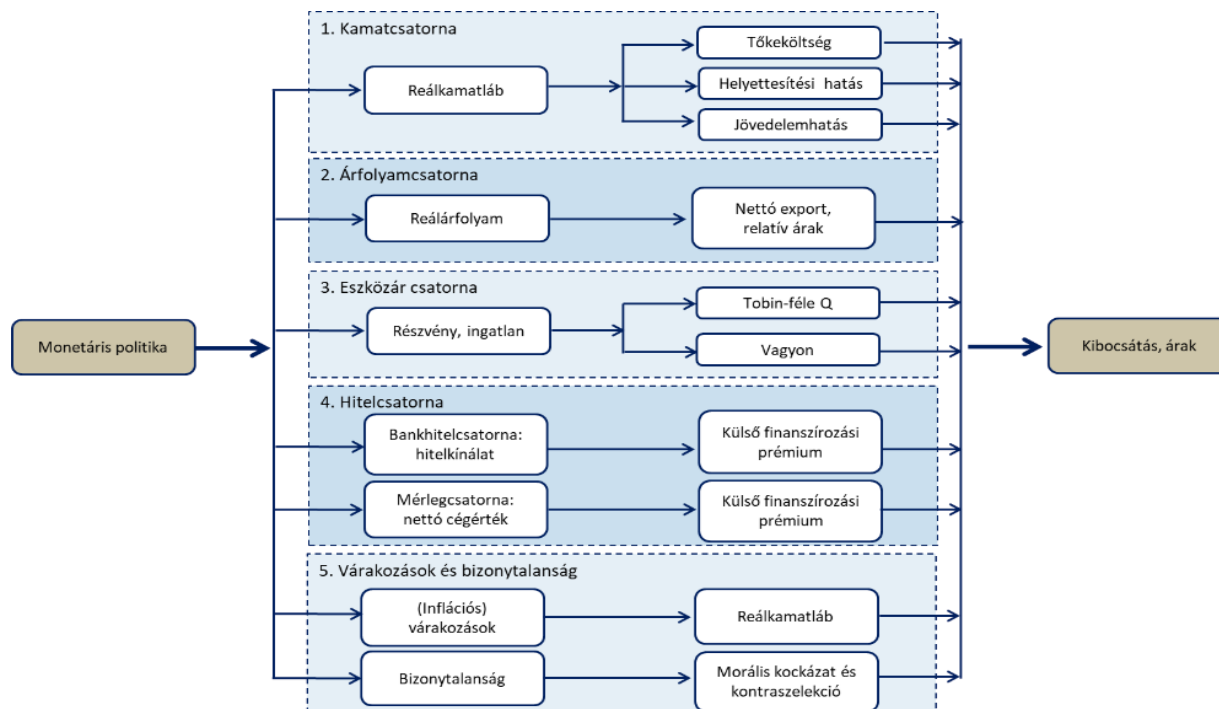 1. Kamatcsatorna
Reálkamatláb
Tőkeköltség
Helyettesítési hatás
Jövedelemhatás
2. Árfolyamcsatorna
Reálárfolyam
Nettó export,
relatív árak
3. Eszközár csatorna
Részvény, ingatlan
Tobin-féle Q
Vagyon
Monetáris politika
Kibocsátás, árak
4. Hitelcsatorna
Bankhitelcsatorna:
hitelkínálat
Külső finanszírozási
prémium
Mérlegcsatorna:
nettó cégérték
Külső finanszírozási
prémium
5. Várakozások és bizonytalanság
(Inflációs)
várakozások
Reálkamatláb
Bizonytalanság
Morális kockázat és
kontraszelekció